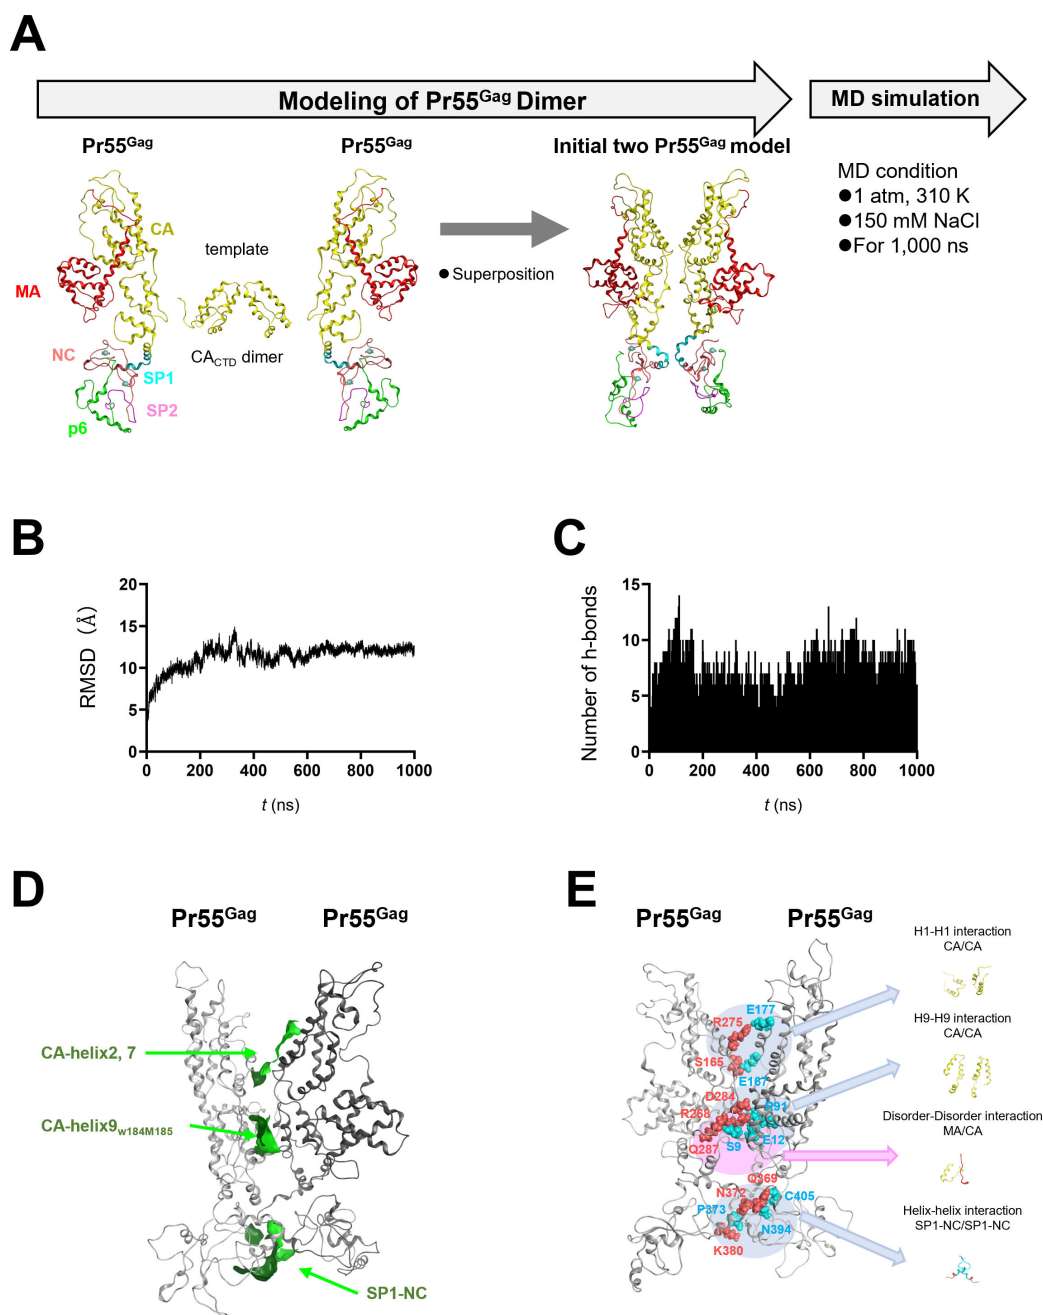 A
Modeling of Pr55Gag Dimer
MD simulation
Pr55Gag
Pr55Gag
Initial two Pr55Gag model
MD condition
●1 atm, 310 K
●150 mM NaCl
●For 1,000 ns
CA
template
● Superposition
MA
NC
CACTD dimer
SP1
SP2
p6
B
RMSD (Å)
20
15
10
5
0
0 200 400 600 800 1000
t (ns)
C
Number of h-bonds
15
10
5
0
0 200 400 600 800 1000
t (ns)
D
Pr55Gag
Pr55Gag
CA-helix2, 7
CA-helix9w184M185
SP1-NC
E
Pr55Gag
Pr55Gag
E177
R275
S165
E187
D284
R268
R91
Q287
S9
E12
Q369
N372
C405
P373
N394
K380
H1-H1 interaction
CA/CA
H9-H9 interaction
CA/CA
Disorder-Disorder interaction
MA/CA
Helix-helix interaction
SP1-NC/SP1-NC